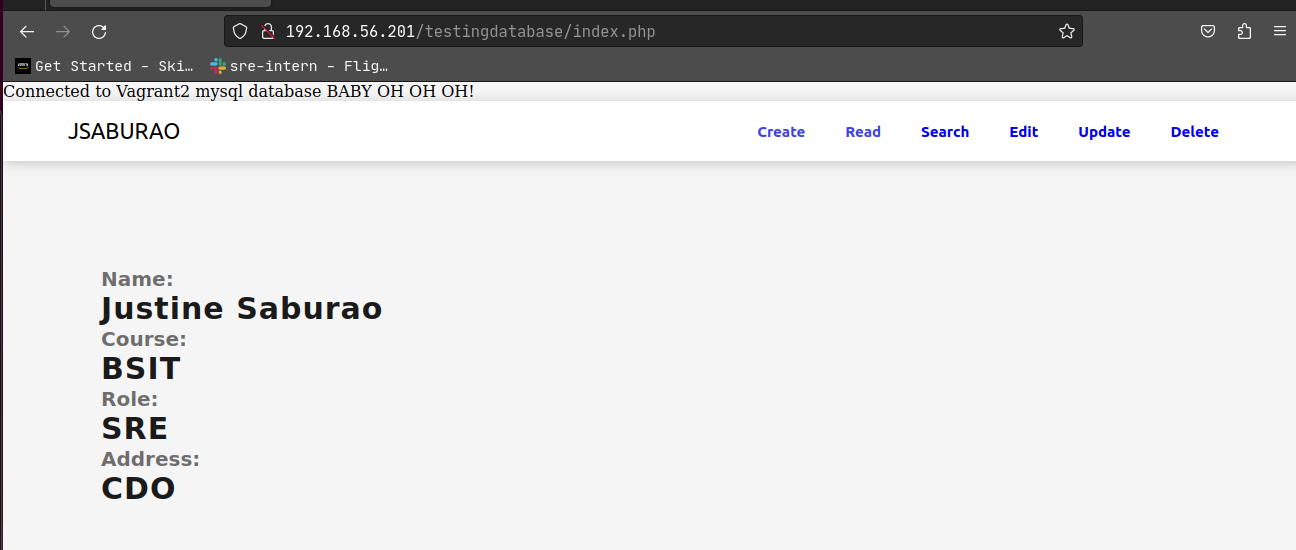 192.168.56.201/testingdatabase/index.php
Get Started - Ski… sre-intern - Flig…
Connected to Vagrant2 mysql database BABY OH OH OH!
JSABURAO Create Read Search Edit Update Delete
Name:
Justine Saburao
Course:
BSIT
Role:
SRE
Address:
CDO